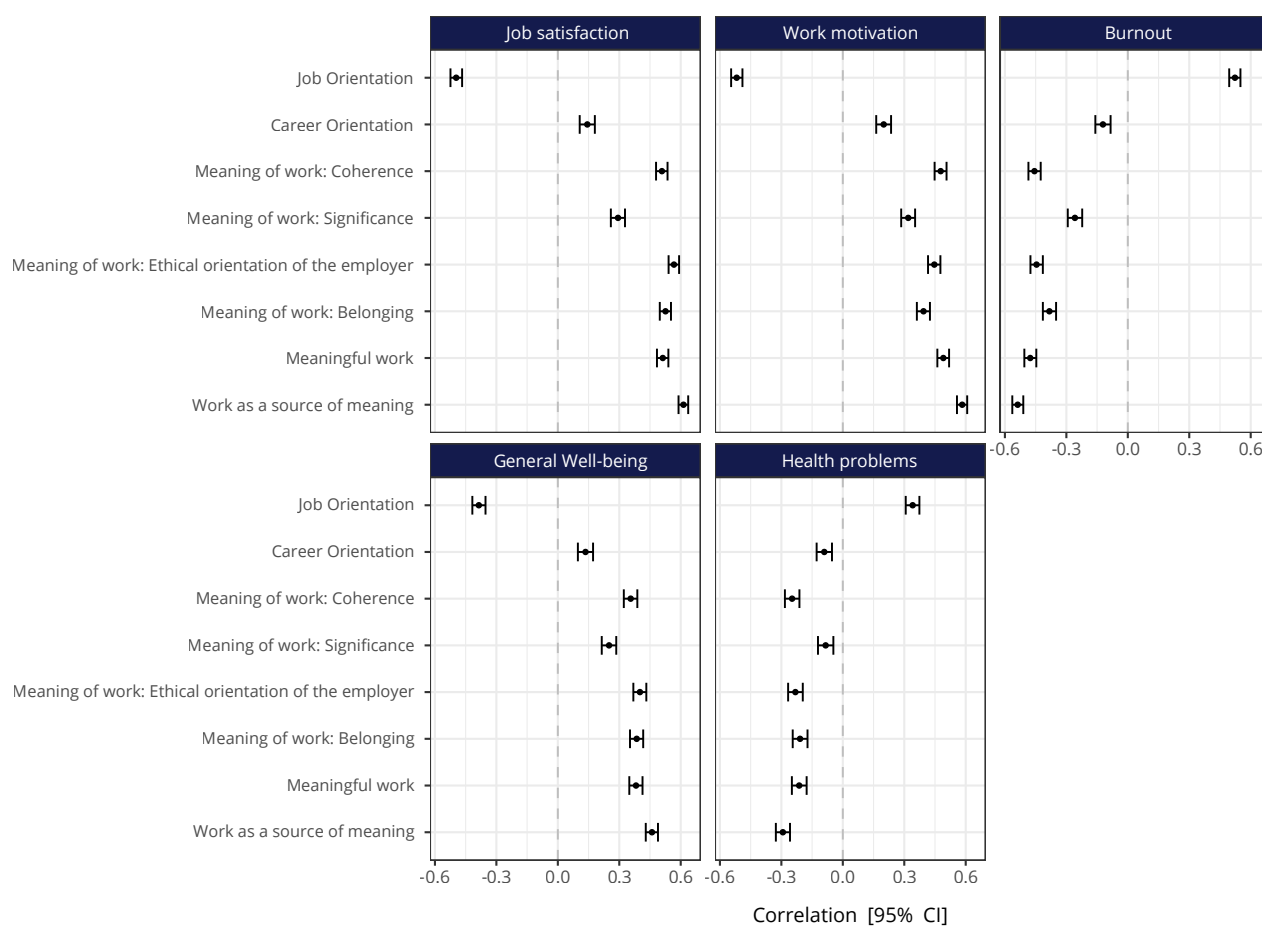 Job satisfaction
Work motivation
Burnout
Job Orientation
Career Orientation
Meaning of work: Coherence
Meaning of work: Significance
Meaning of work: Ethical orientation of the employer
Meaning of work: Belonging
Meaningful work
Work as a source of meaning
-0.6 -0.3 0.0 0.3 0.6
General Well-being
Health problems
Job Orientation
Career Orientation
Meaning of work: Coherence
Meaning of work: Significance
Meaning of work: Ethical orientation of the employer
Meaning of work: Belonging
Meaningful work
Work as a source of meaning
-0.6 -0.3 0.0 0.3 0.6
-0.6 -0.3 0.0 0.3 0.6
Correlation [95% CI]